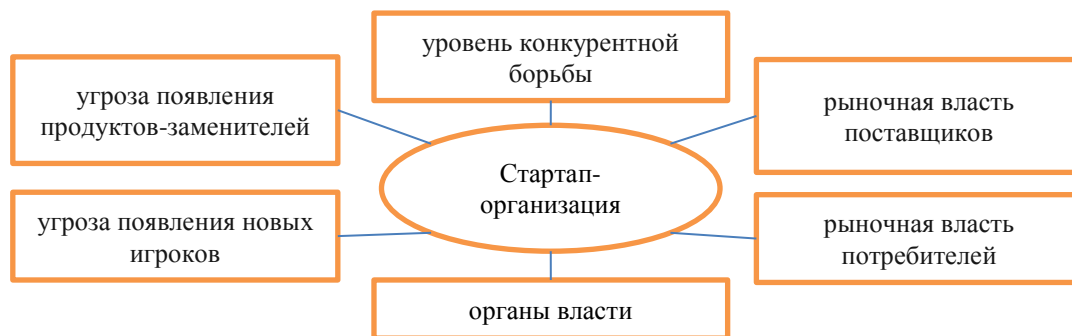 уровень конкурентной
борьбы
угроза появления
продуктов-заменителей
рыночная власть
поставщиков
Стартап-
организация
угроза появления новых
игроков
рыночная власть
потребителей
органы власти